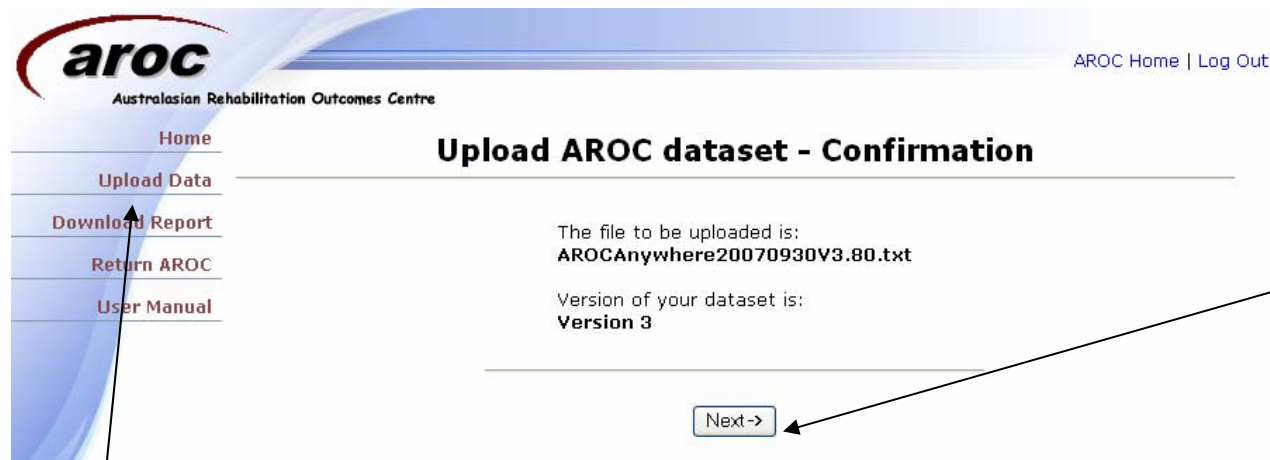 aroc
AROC Home | Log Out
Australasian Rehabilitation Outcomes Centre
Home
Upload Data
Download Report
Return AROC
User Manual
Upload AROC dataset - Confirmation
The file to be uploaded is:
AROCAnywhere20070930V3.80.txt
Version of your dataset is:
Version 3
Next->